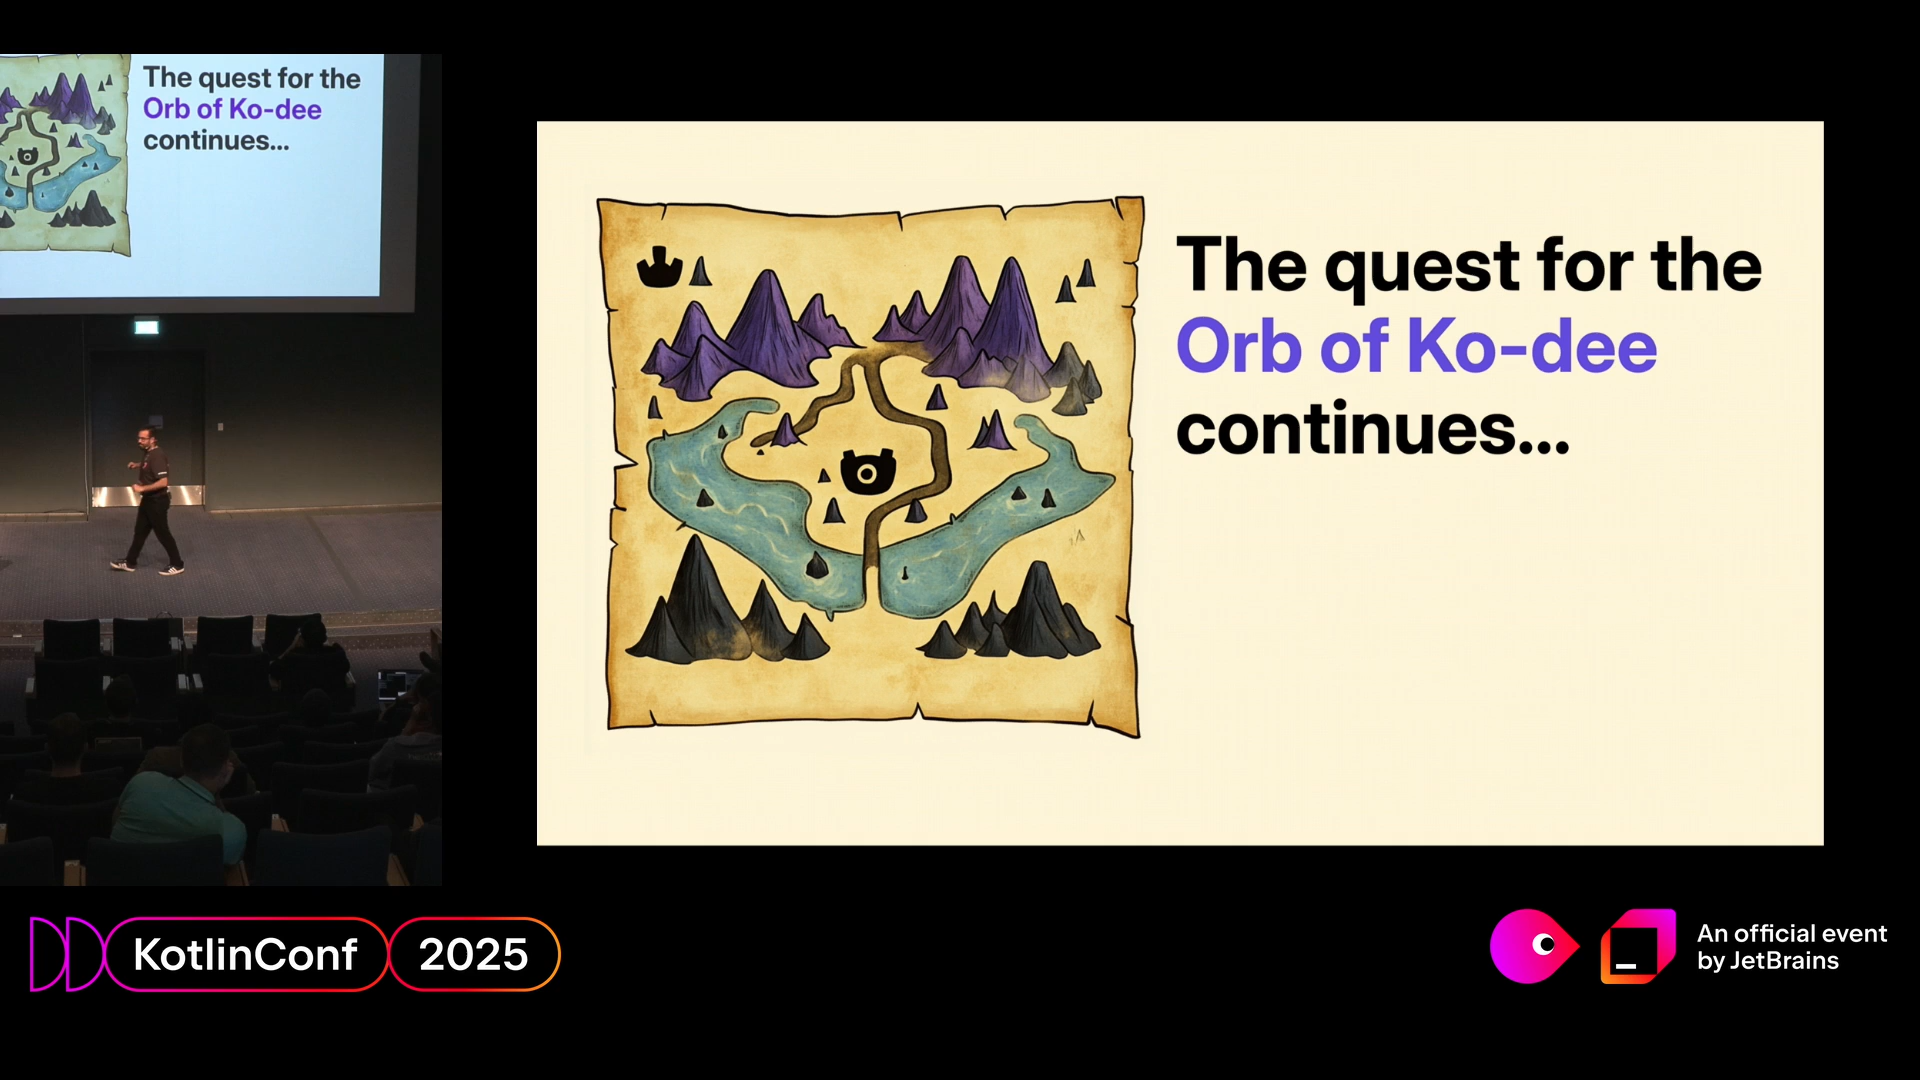 The quest for the
Orb of Ko-dee
continues...
The quest for the
Orb of Ko-dee
continues...
KotlinConf 2025
An official event
by JetBrains